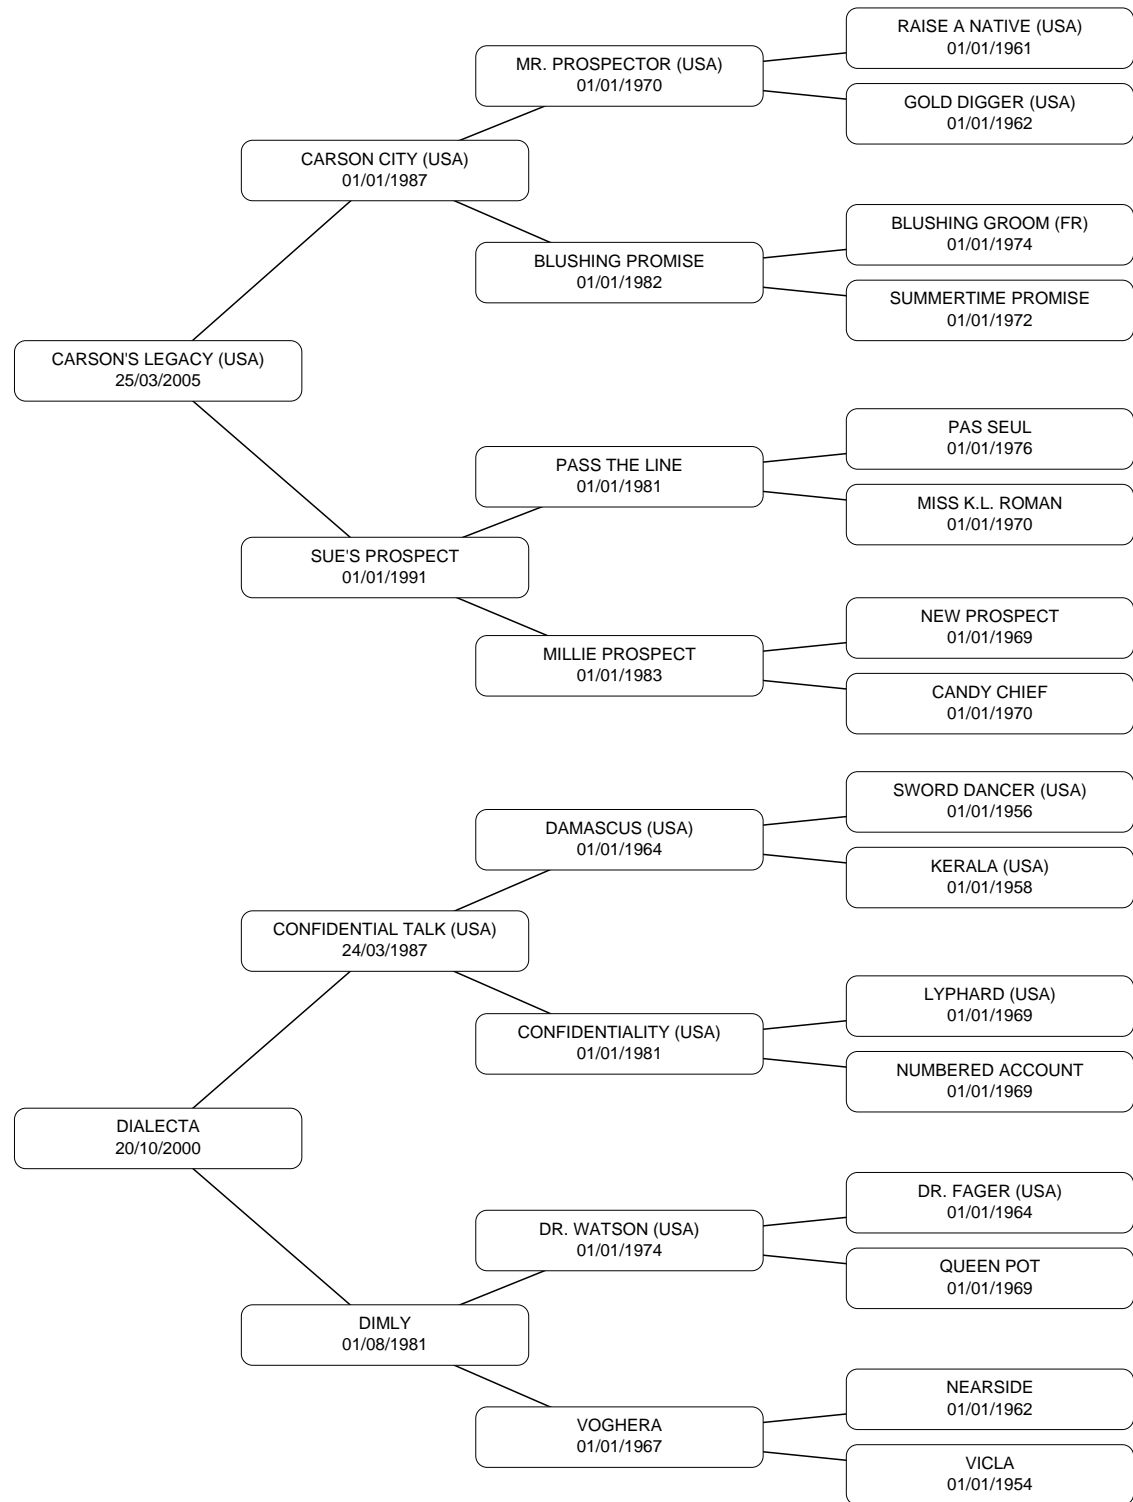 RAISE A NATIVE (USA)
01/01/1961
MR. PROSPECTOR (USA)
01/01/1970
GOLD DIGGER (USA)
01/01/1962
CARSON CITY (USA)
01/01/1987
BLUSHING GROOM (FR)
01/01/1974
BLUSHING PROMISE
01/01/1982
SUMMERTIME PROMISE
01/01/1972
CARSON'S LEGACY (USA)
25/03/2005
PAS SEUL
01/01/1976
PASS THE LINE
01/01/1981
MISS K.L. ROMAN
01/01/1970
SUE'S PROSPECT
01/01/1991
NEW PROSPECT
01/01/1969
MILLIE PROSPECT
01/01/1983
CANDY CHIEF
01/01/1970
SWORD DANCER (USA)
01/01/1956
DAMASCUS (USA)
01/01/1964
KERALA (USA)
01/01/1958
CONFIDENTIAL TALK (USA)
24/03/1987
LYPHARD (USA)
01/01/1969
CONFIDENTIALITY (USA)
01/01/1981
NUMBERED ACCOUNT
01/01/1969
DIALECTA
20/10/2000
DR. FAGER (USA)
01/01/1964
DR. WATSON (USA)
01/01/1974
QUEEN POT
01/01/1969
DIMLY
01/08/1981
NEARSIDE
01/01/1962
VOGHERA
01/01/1967
VICLA
01/01/1954